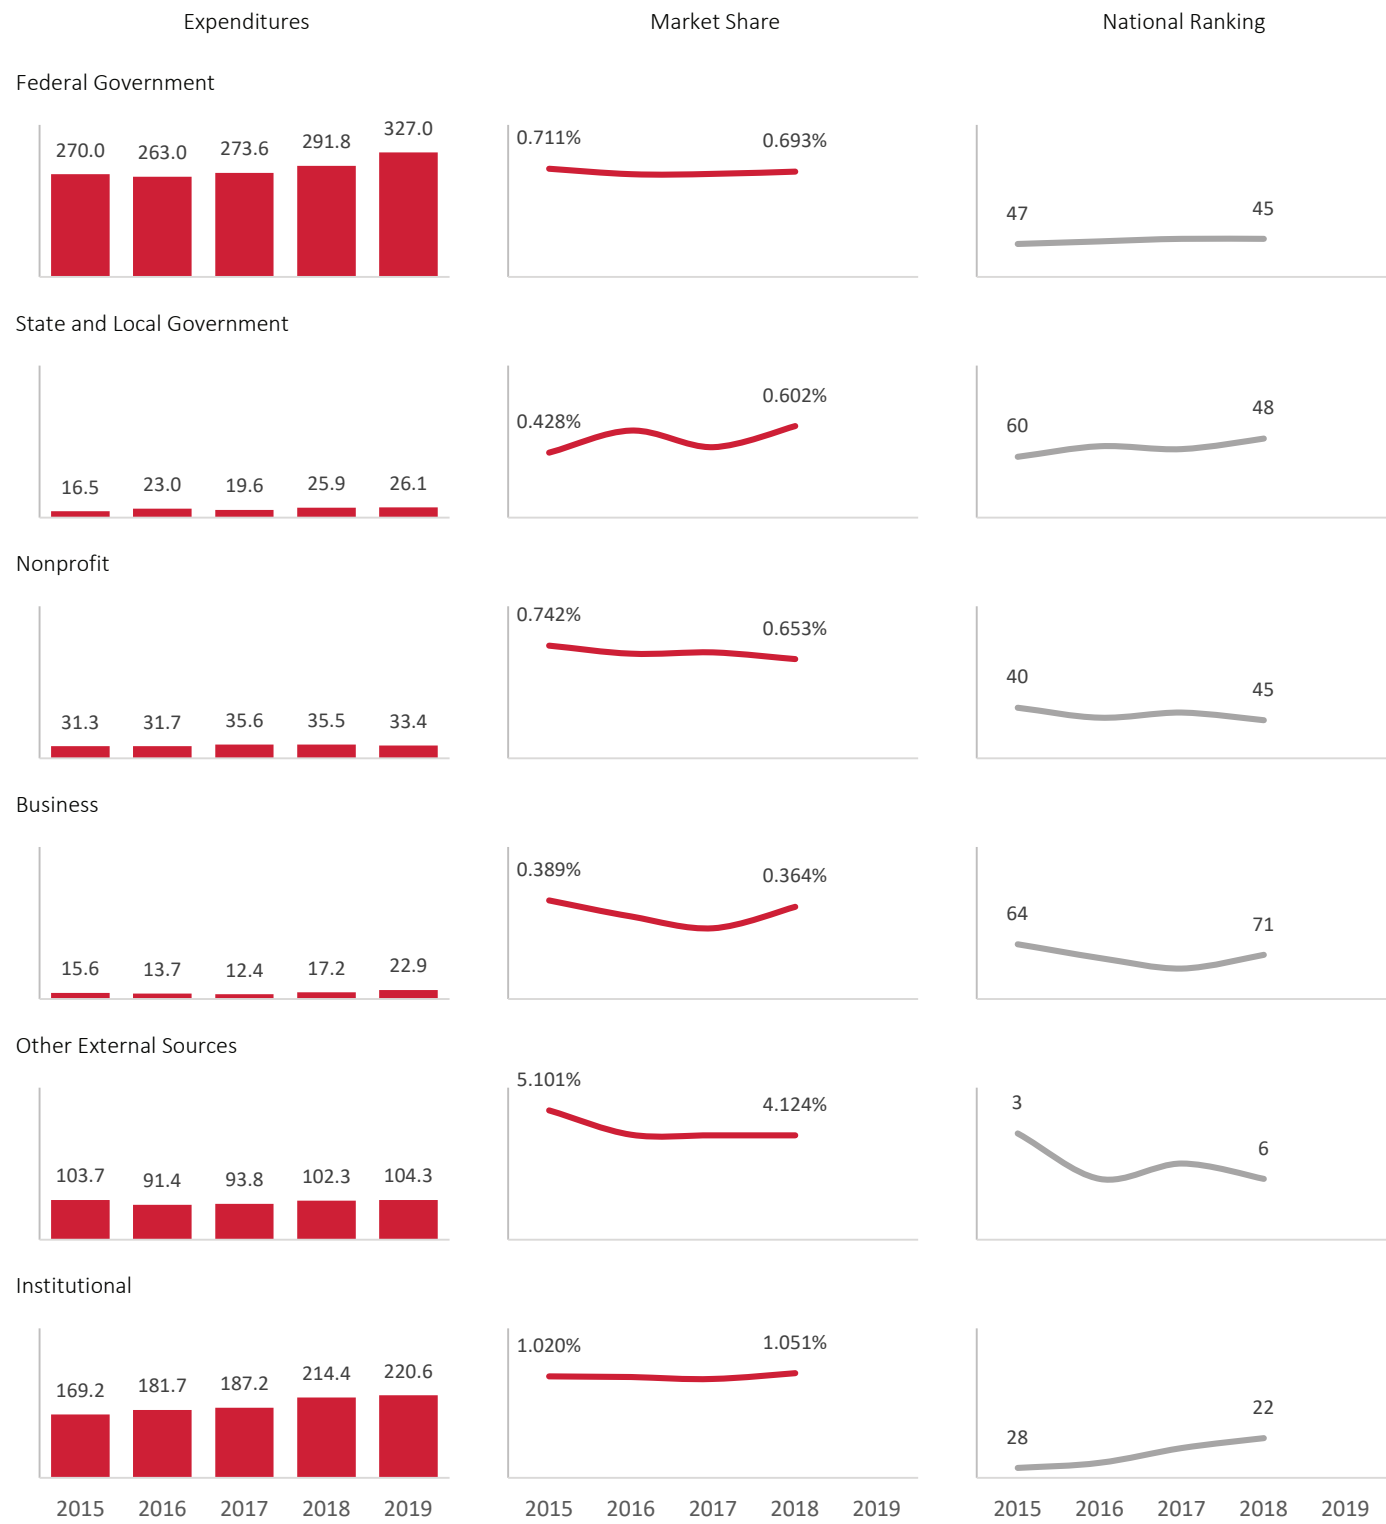 Expenditures Market Share National Ranking
Federal Government
270.0 263.0 273.6 291.8 327.0
0.711% 0.693%
47 45
State and Local Government
16.5 23.0 19.6 25.9 26.1
0.428% 0.602%
60 48
Nonprofit
31.3 31.7 35.6 35.5 33.4
0.742% 0.653%
40 45
Business
15.6 13.7 12.4 17.2 22.9
0.389% 0.364%
64 71
Other External Sources
103.7 91.4 93.8 102.3 104.3
5.101% 4.124%
3 6
Institutional
169.2 181.7 187.2 214.4 220.6
1.020% 1.051%
28 22
2015 2016 2017 2018 2019 2015 2016 2017 2018 2019 2015 2016 2017 2018 2019